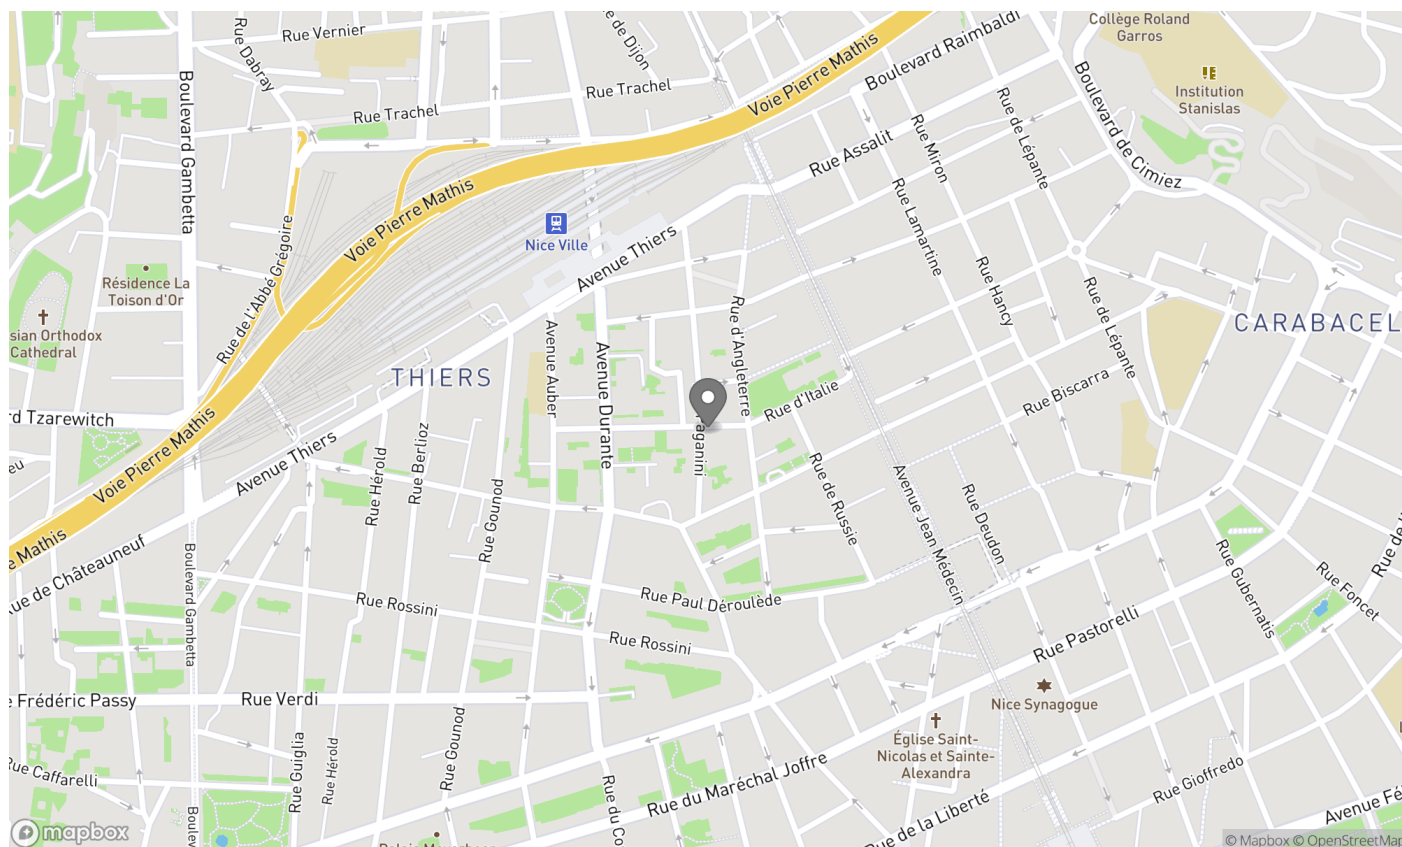 Collège Roland
Garros
Rue Vernier
Rue de Dijon
Rue Dabray
Boulevard Raimbaldi
Voie Pierre Mathis
Boulevard Gambetta
Rue Trachel
Rue Trachel
Institution
Stanislas
Boulevard de Cimiez
Rue de Lépante
Rue Miron
Rue Assalit
Voie Pierre Mathis
Rue Lamartine
Nice Ville
Avenue Thiers
Rue de l'Abbé Grégoire
Résidence La
Toison d'Or
Rue Hancy
Rue de Lépante
Rue d'Angleterre
CARABACEL
sian Orthodox
Cathedral
Avenue Auber
Avenue Durante
THIERS
Rue d'Italie
Rue Biscarra
rd Tzarewitch
Voie Pierre Mathis
Avenue Thiers
Rue Berlioz
Rue Hérold
Paganini
Rue Gounod
Rue de Russie
Avenue Jean Médecin
Rue Deudon
e Mathis
ue de Châteauneuf
Boulevard Gambetta
Rue Rossini
Rue Paul Déroulède
Rue Rossini
Rue Gubernatis
Rue Foncet
Rue de
Rue Pastorelli
Frédéric Passy
Rue Verdi
Nice Synagogue
Église Saint-
Nicolas et Sainte-
Alexandra
Rue Gounod
Rue Guiglia
Rue Hérold
Rue Caffarelli
Rue du Maréchal Joffre
Rue Gioffredo
Rue de la Liberté
Rue du Co
Boulev
Avenue Fé
mapbox
© Mapbox © OpenStreetMap